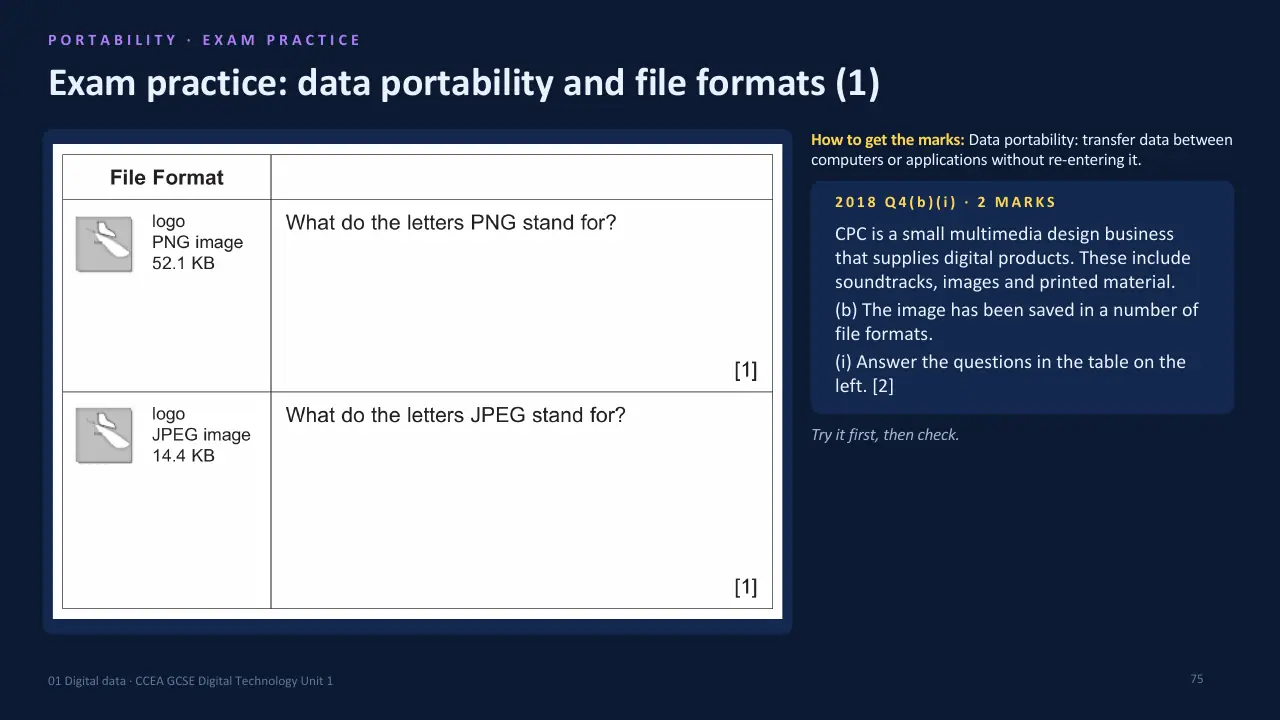 PORTABILITY · EXAM PRACTICE
Exam practice: data portability and file formats (1)
File Format
logo
PNG image
52.1 KB
What do the letters PNG stand for?
[1]
logo
JPEG image
14.4 KB
What do the letters JPEG stand for?
[1]
How to get the marks: Data portability: transfer data between
computers or applications without re-entering it.
2018 Q4(b)(i) · 2 MARKS
CPC is a small multimedia design business
that supplies digital products. These include
soundtracks, images and printed material.
(b) The image has been saved in a number of
file formats.
(i) Answer the questions in the table on the
left. [2]
Try it first, then check.
01 Digital data · CCEA GCSE Digital Technology Unit 1
75